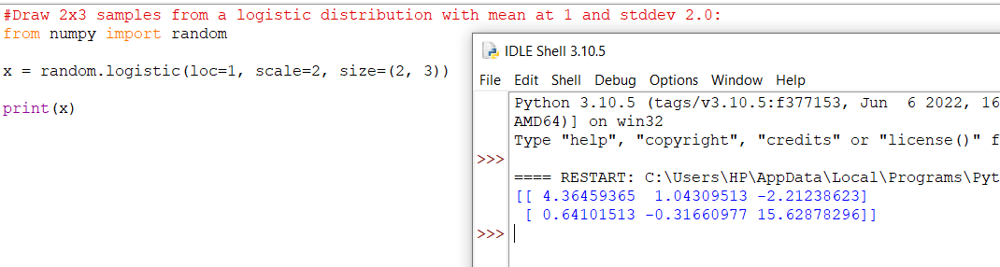 #Draw 2x3 samples from a logistic distribution with mean at 1 and stddev 2.0:
from numpy import random
x = random.logistic(loc=1, scale=2, size=(2, 3))
print(x)
IDLE Shell 3.10.5
File Edit Shell Debug Options Window Help
Python 3.10.5 (tags/v3.10.5:f377153, Jun  6 2022, 16
AMD64)] on win32
Type "help", "copyright", "credits" or "license()" f
>>>
==== RESTART: C:\Users\HP\AppData\Local\Programs\Pyt
[[ 4.36459365  1.04309513 -2.21238623]
 [ 0.64101513 -0.31660977 15.62878296]]
>>>